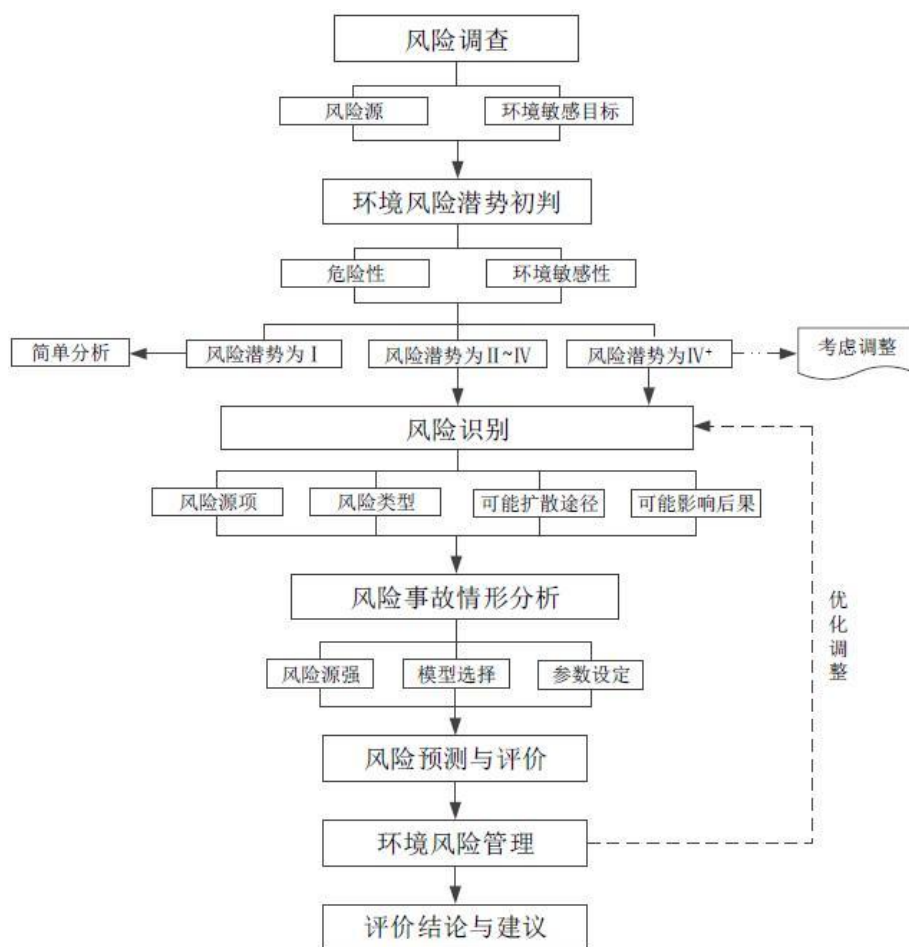 风险调查
风险源
环境敏感目标
环境风险潜势初判
危险性
环境敏感性
简单分析
风险潜势为Ⅰ
风险潜势为Ⅱ~Ⅳ
风险潜势为Ⅳ⁺
考虑调整
风险识别
风险源项
风险类型
可能扩散途径
可能影响后果
风险事故情形分析
优化调整
风险源强
模型选择
参数设定
风险预测与评价
环境风险管理
评价结论与建议